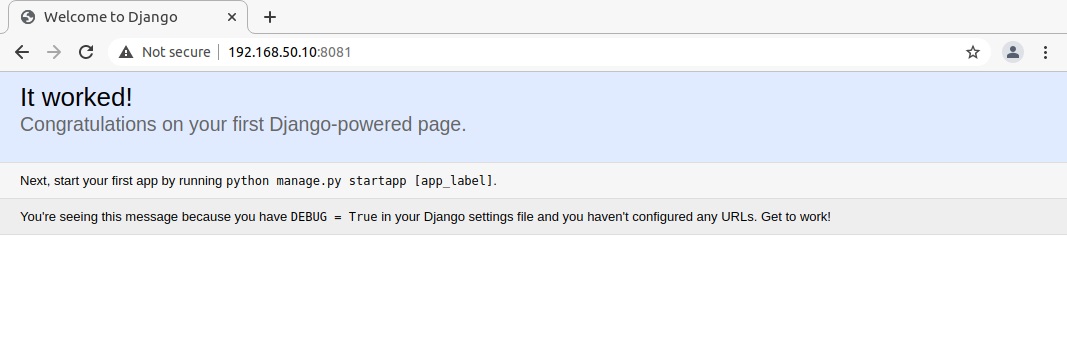 Welcome to Django
Not secure 192.168.50.10:8081
It worked!
Congratulations on your first Django-powered page.
Next, start your first app by running python manage.py startapp [app_label].
You're seeing this message because you have DEBUG = True in your Django settings file and you haven't configured any URLs. Get to work!